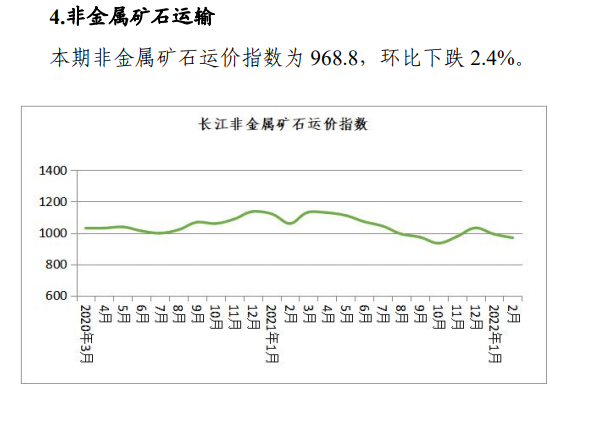 4.非金属矿石运输
本期非金属矿石运价指数为 968.8，环比下跌 2.4%。
长江非金属矿石运价指数
1400
1200
1000
800
600
2020年3月
4月
5月
6月
7月
8月
9月
10月
11月
12月
2021年1月
2月
3月
4月
5月
6月
7月
8月
9月
10月
11月
12月
2022年1月
2月